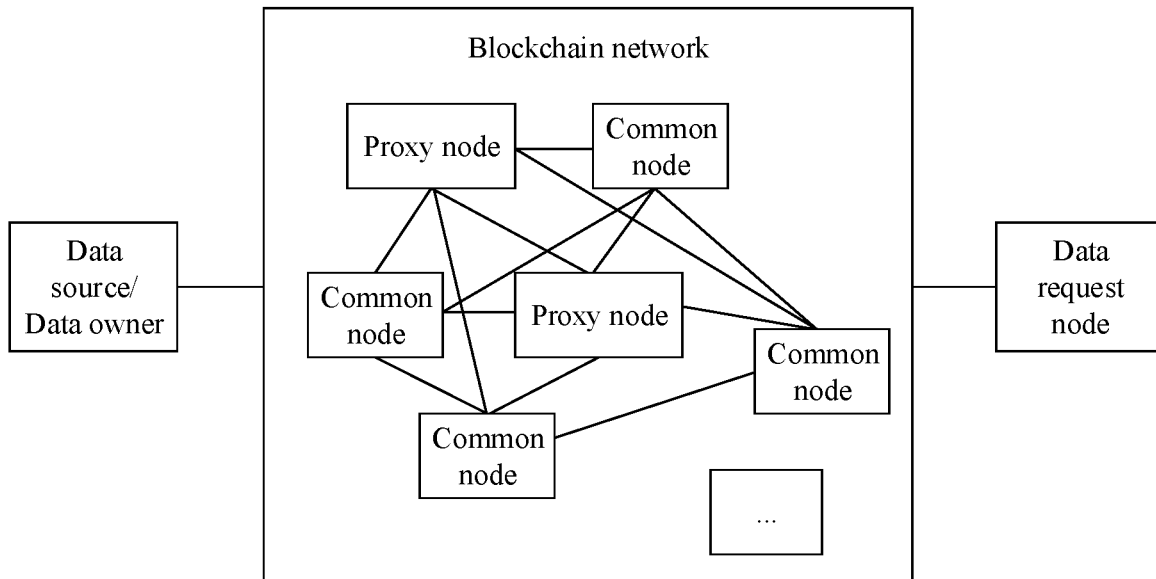 Blockchain network
Proxy node
Common
node
Data
source/
Data owner
Common
node
Proxy node
Common
node
Common
node
...
Data
request
node